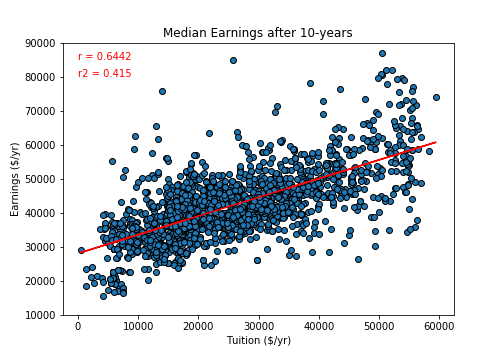 Median Earnings after 10-years
r = 0.6442
r2 = 0.415
90000
80000
70000
60000
50000
40000
30000
20000
10000
Earnings ($/yr)
0 10000 20000 30000 40000 50000 60000
Tuition ($/yr)